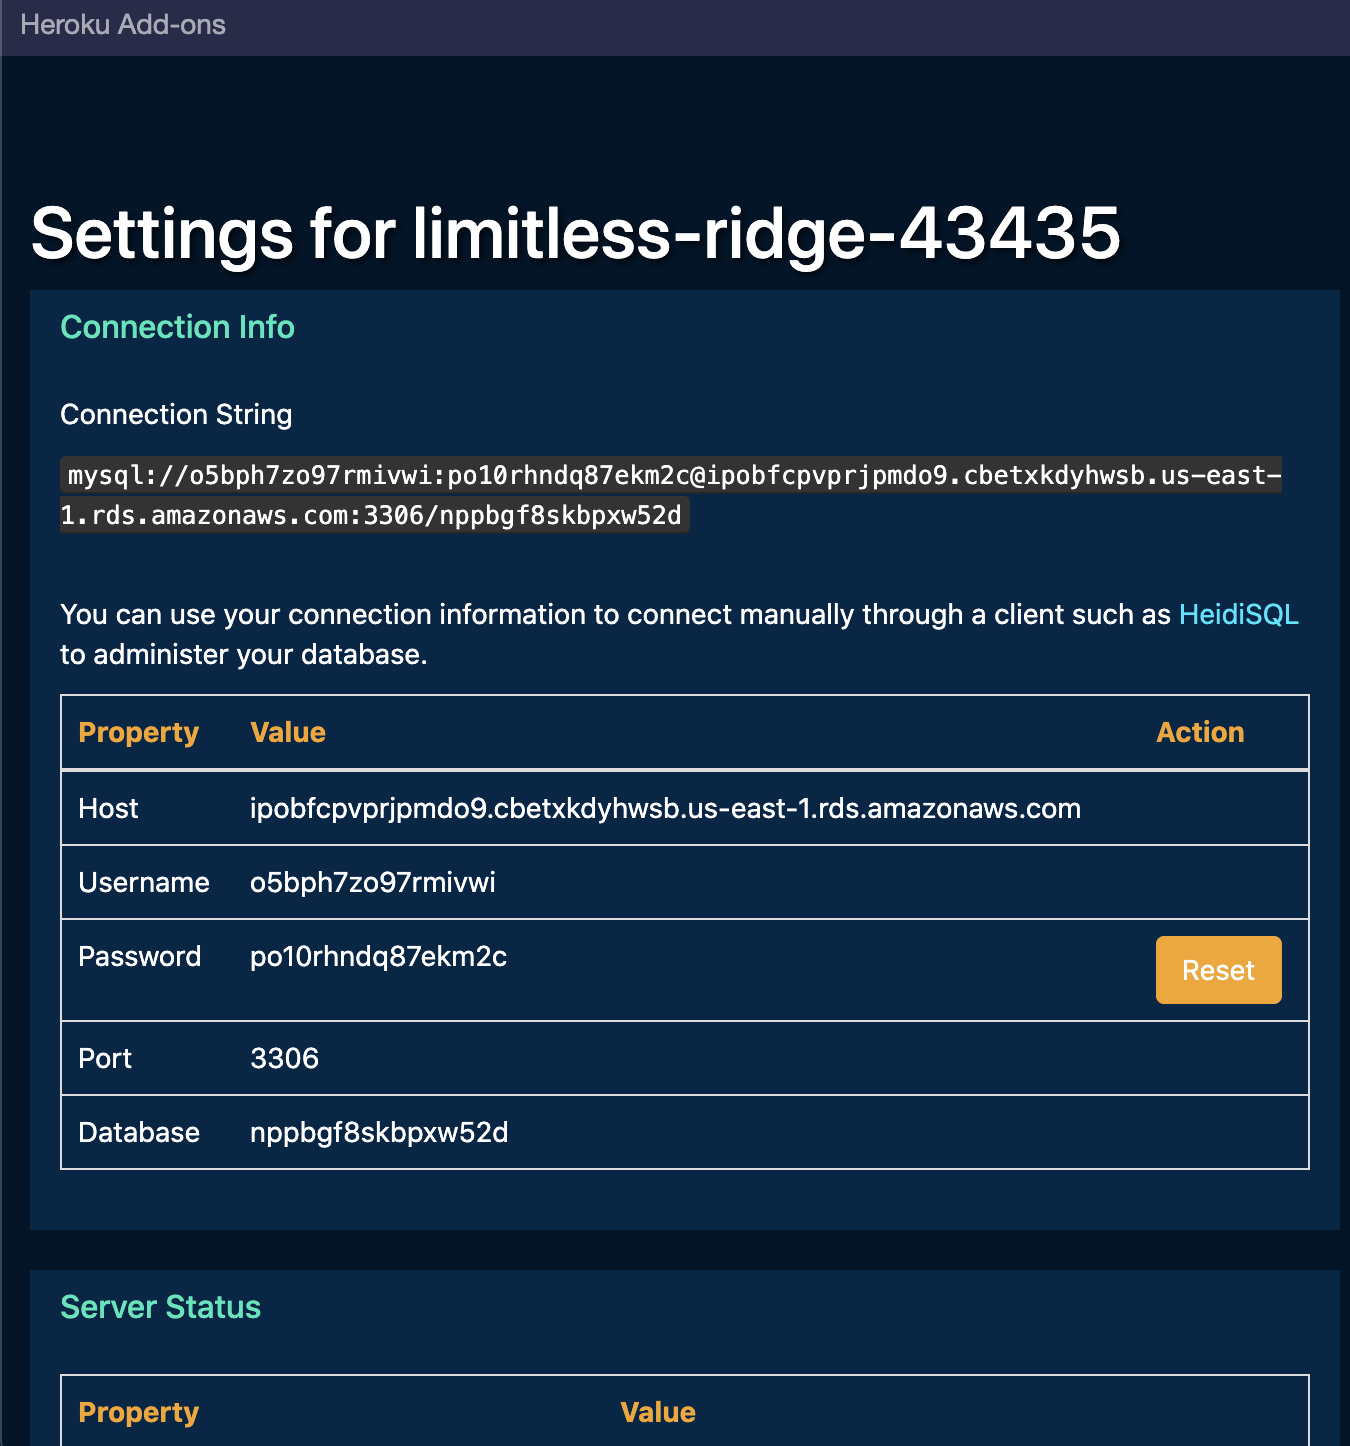 Heroku Add-ons
Settings for limitless-ridge-43435
Connection Info
Connection String
mysql://o5bph7zo97rmivwi:po10rhndq87ekm2c@ipobfcpvprjpmdo9.cbetxkdyhwsb.us-east-
1.rds.amazonaws.com:3306/nppbgf8skbpxw52d
You can use your connection information to connect manually through a client such as HeidiSQL
to administer your database.
Property Value Action
Host ipobfcpvprjpmdo9.cbetxkdyhwsb.us-east-1.rds.amazonaws.com
Username o5bph7zo97rmivwi
Password po10rhndq87ekm2c Reset
Port 3306
Database nppbgf8skbpxw52d
Server Status
Property Value